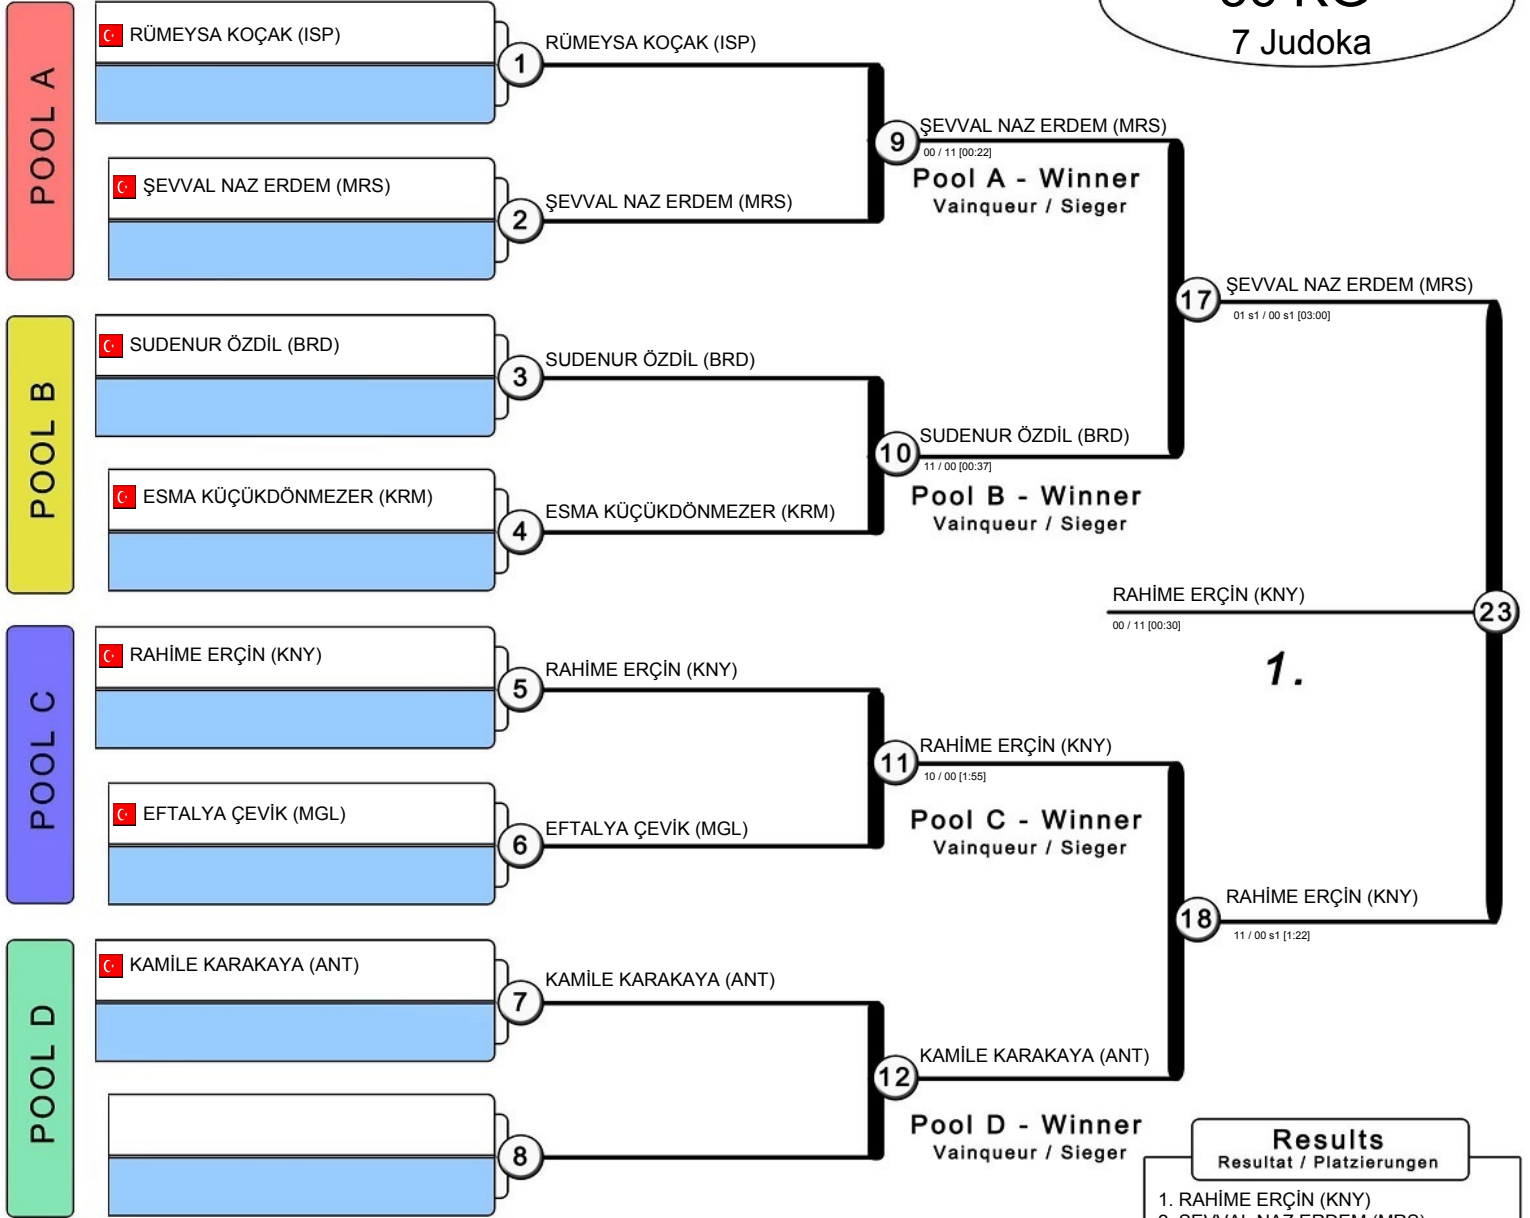 KG
7 Judoka
POOL A
RÜMEYSA KOÇAK (ISP)
1
RÜMEYSA KOÇAK (ISP)
ŞEVVAL NAZ ERDEM (MRS)
2
ŞEVVAL NAZ ERDEM (MRS)
9
ŞEVVAL NAZ ERDEM (MRS)
00 / 11 [00:22]
Pool A - Winner
Vainqueur / Sieger
17
ŞEVVAL NAZ ERDEM (MRS)
01 s1 / 00 s1 [03:00]
POOL B
SUDENUR ÖZDİL (BRD)
3
SUDENUR ÖZDİL (BRD)
ESMA KÜÇÜKDÖNMEZER (KRM)
4
ESMA KÜÇÜKDÖNMEZER (KRM)
10
SUDENUR ÖZDİL (BRD)
11 / 00 [00:37]
Pool B - Winner
Vainqueur / Sieger
RAHİME ERÇİN (KNY)
23
00 / 11 [00:30]
1.
POOL C
RAHİME ERÇİN (KNY)
5
RAHİME ERÇİN (KNY)
EFTALYA ÇEVİK (MGL)
6
EFTALYA ÇEVİK (MGL)
11
RAHİME ERÇİN (KNY)
10 / 00 [1:55]
Pool C - Winner
Vainqueur / Sieger
18
RAHİME ERÇİN (KNY)
11 / 00 s1 [1:22]
POOL D
KAMİLE KARAKAYA (ANT)
7
KAMİLE KARAKAYA (ANT)
8
12
KAMİLE KARAKAYA (ANT)
Pool D - Winner
Vainqueur / Sieger
Results
Resultat / Platzierungen
1. RAHİME ERÇİN (KNY)
2. ŞEVVAL NAZ ERDEM (MRS)